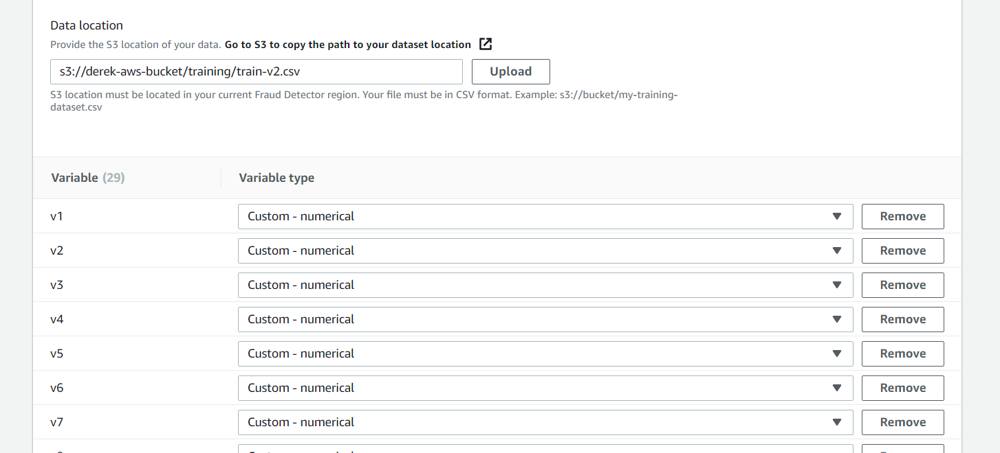 Data location
Provide the S3 location of your data. Go to S3 to copy the path to your dataset location
s3://derek-aws-bucket/training/train-v2.csv Upload
S3 location must be located in your current Fraud Detector region. Your file must be in CSV format. Example: s3://bucket/my-training-
dataset.csv
Variable (29) Variable type
v1 Custom - numerical Remove
v2 Custom - numerical Remove
v3 Custom - numerical Remove
v4 Custom - numerical Remove
v5 Custom - numerical Remove
v6 Custom - numerical Remove
v7 Custom - numerical Remove